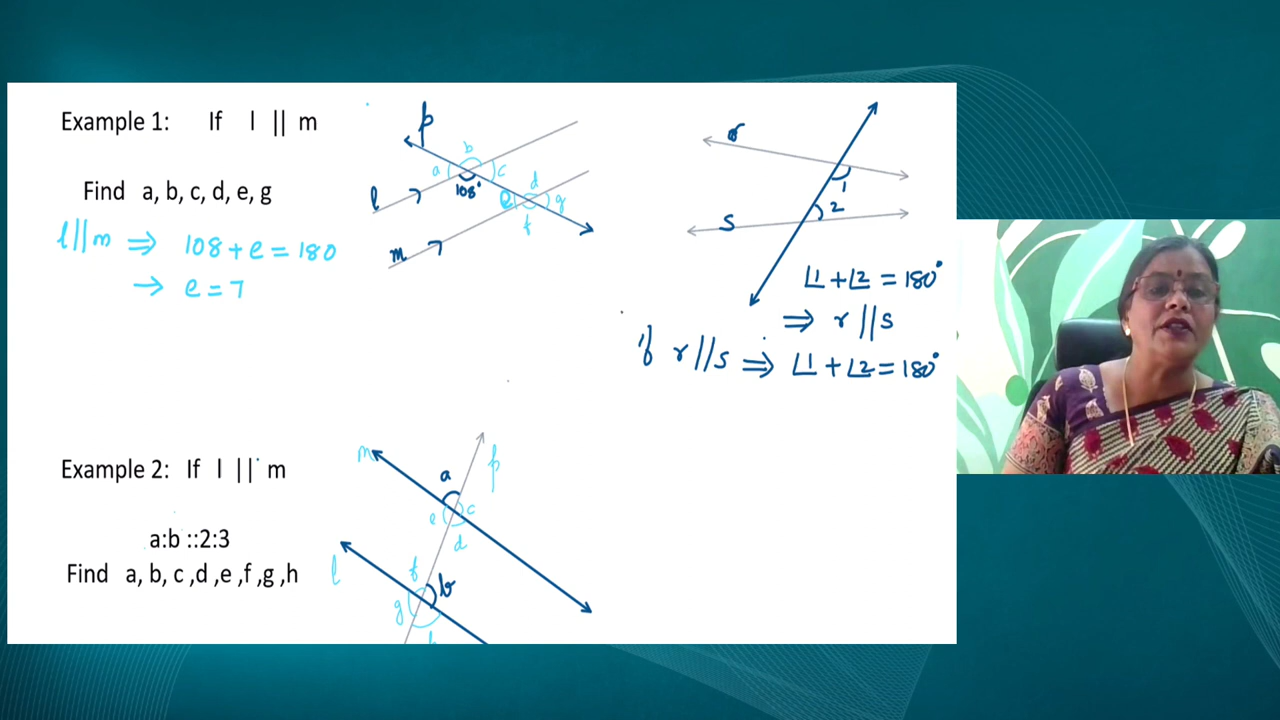 Example 1: If l || m
Find a, b, c, d, e, g
l||m ⇒ 108 + e = 180
→ e = 7
p
b
a
c
108°
l
d
e
g
f
m
r
1
2
s
∠1 + ∠2 = 180°
⇒ r || s
if r || s ⇒ ∠1 + ∠2 = 180°
Example 2: If l || m
a:b ::2:3
Find a, b, c ,d ,e ,f ,g ,h
m
p
a
e
c
d
l
f
b
g
h